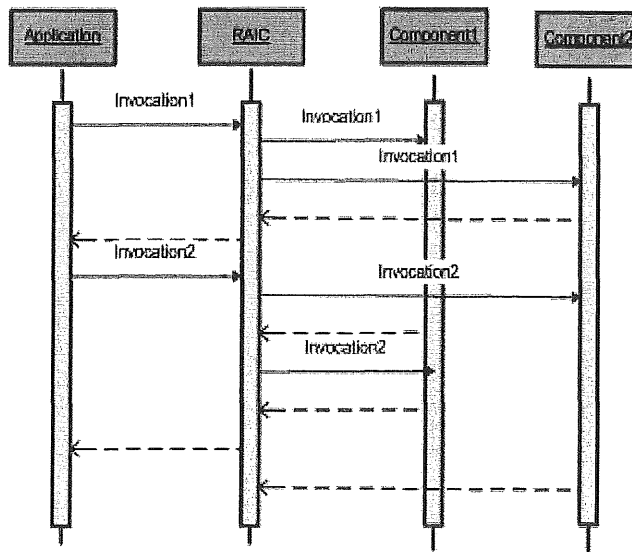 Application
RAIC
Component1
Component2
Invocation1
Invocation1
Invocation1
Invocation2
Invocation2
Invocation2